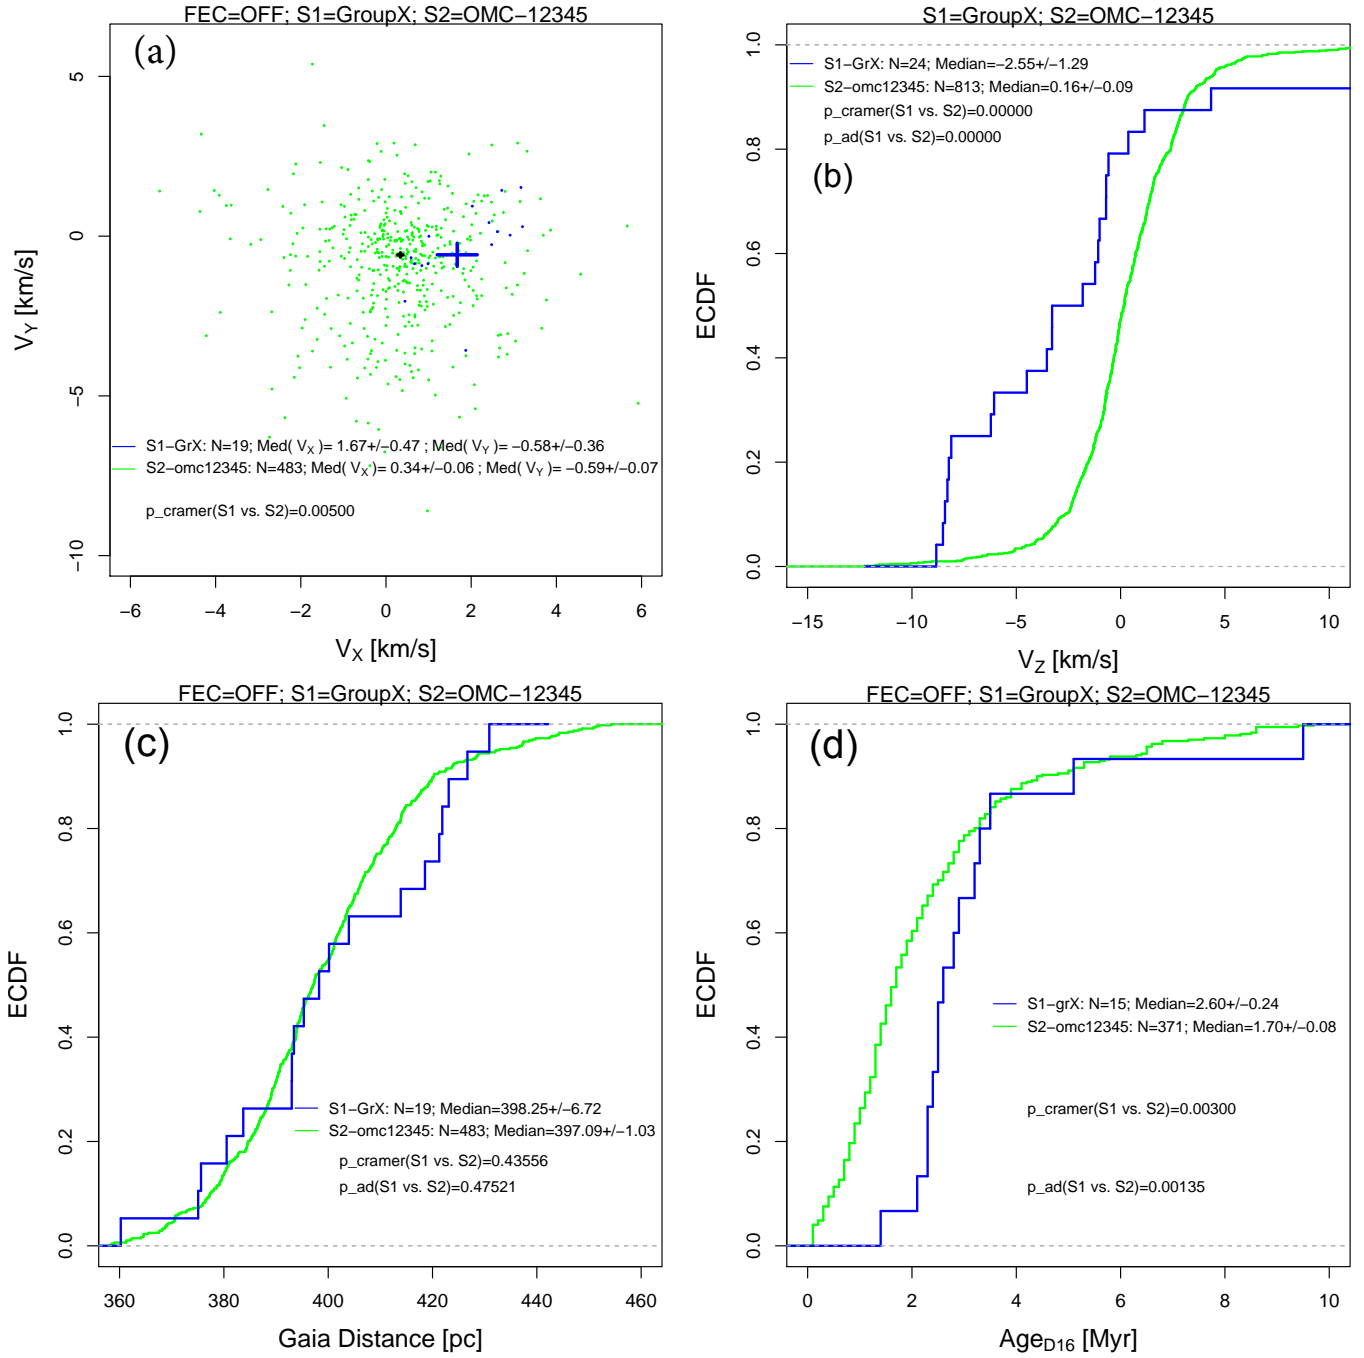 FEC=OFF; S1=GroupX; S2=OMC−12345
(a)
5
0
−5
−10
V_Y [km/s]
S1−GrX: N=19; Med( V_X )= 1.67+/−0.47 ; Med( V_Y )= −0.58+/−0.36
S2−omc12345: N=483; Med( V_X )= 0.34+/−0.06 ; Med( V_Y )= −0.59+/−0.07
p_cramer(S1 vs. S2)=0.00500
−6 −4 −2 0 2 4 6
V_X [km/s]
S1=GroupX; S2=OMC−12345
S1−GrX: N=24; Median=−2.55+/−1.29
S2−omc12345: N=813; Median=0.16+/−0.09
p_cramer(S1 vs. S2)=0.00000
p_ad(S1 vs. S2)=0.00000
(b)
1.0
0.8
0.6
0.4
0.2
0.0
ECDF
−15 −10 −5 0 5 10
V_Z [km/s]
FEC=OFF; S1=GroupX; S2=OMC−12345
(c)
1.0
0.8
0.6
0.4
0.2
0.0
ECDF
S1−GrX: N=19; Median=398.25+/−6.72
S2−omc12345: N=483; Median=397.09+/−1.03
p_cramer(S1 vs. S2)=0.43556
p_ad(S1 vs. S2)=0.47521
360 380 400 420 440 460
Gaia Distance [pc]
FEC=OFF; S1=GroupX; S2=OMC−12345
(d)
1.0
0.8
0.6
0.4
0.2
0.0
ECDF
S1−grX: N=15; Median=2.60+/−0.24
S2−omc12345: N=371; Median=1.70+/−0.08
p_cramer(S1 vs. S2)=0.00300
p_ad(S1 vs. S2)=0.00135
0 2 4 6 8 10
Age_D16 [Myr]